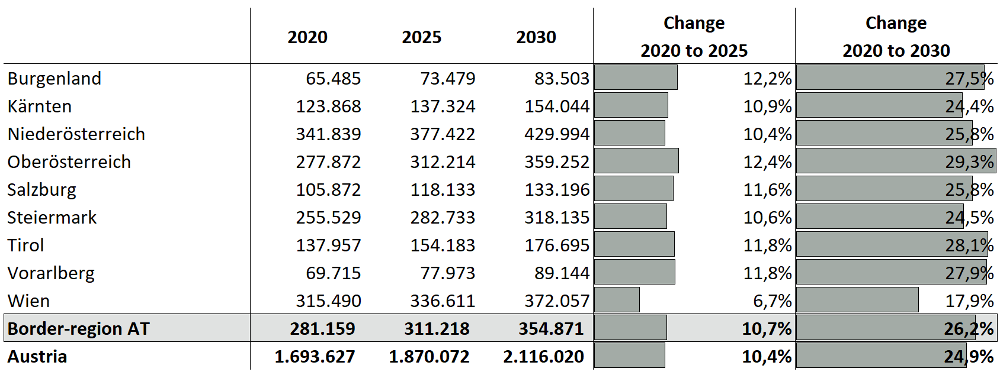 2020 2025 2030 Change 2020 to 2025 Change 2020 to 2030
Burgenland 65.485 73.479 83.503 12,2% 27,5%
Kärnten 123.868 137.324 154.044 10,9% 24,4%
Niederösterreich 341.839 377.422 429.994 10,4% 25,8%
Oberösterreich 277.872 312.214 359.252 12,4% 29,3%
Salzburg 105.872 118.133 133.196 11,6% 25,8%
Steiermark 255.529 282.733 318.135 10,6% 24,5%
Tirol 137.957 154.183 176.695 11,8% 28,1%
Vorarlberg 69.715 77.973 89.144 11,8% 27,9%
Wien 315.490 336.611 372.057 6,7% 17,9%
Border-region AT 281.159 311.218 354.871 10,7% 26,2%
Austria 1.693.627 1.870.072 2.116.020 10,4% 24,9%